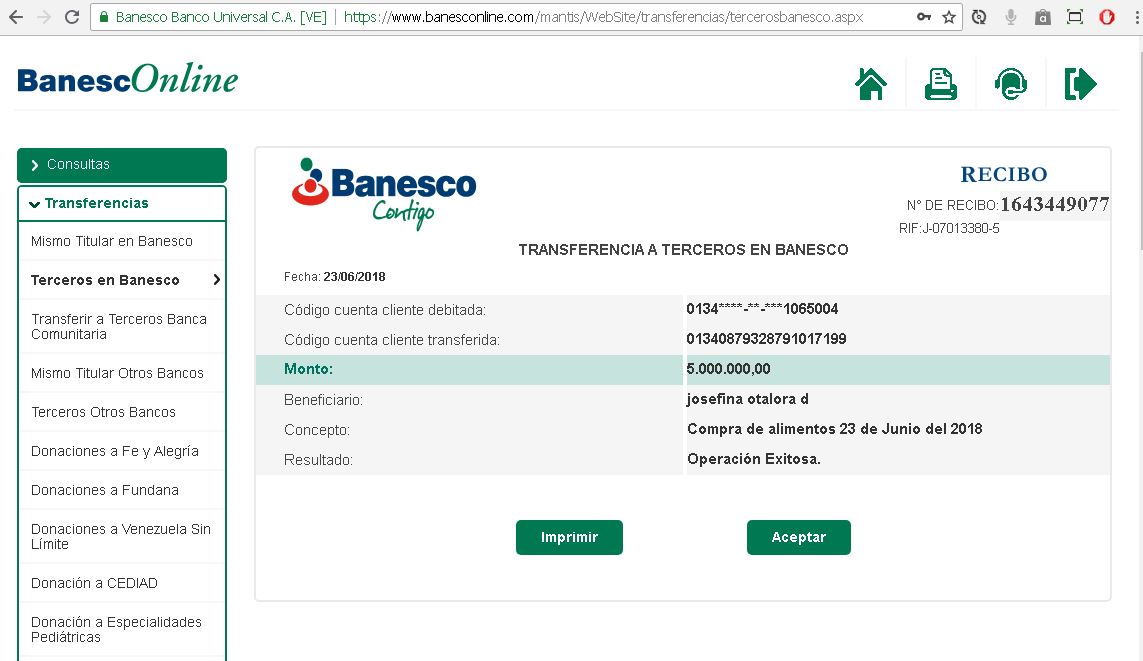 Banesco Banco Universal C.A. [VE] https://www.banesconline.com/mantis/WebSite/transferencias/tercerosbanesco.aspx
BanescOnline
Consultas
Transferencias
Mismo Titular en Banesco
Terceros en Banesco
Transferir a Terceros Banca
Comunitaria
Mismo Titular Otros Bancos
Terceros Otros Bancos
Donaciones a Fe y Alegría
Donaciones a Fundana
Donaciones a Venezuela Sin
Límite
Donación a CEDIAD
Donación a Especialidades
Pediátricas
Banesco
Contigo
RECIBO
N° DE RECIBO: 1643449077
RIF:J-07013380-5
TRANSFERENCIA A TERCEROS EN BANESCO
Fecha: 23/06/2018
Código cuenta cliente debitada: 0134****-**-***1065004
Código cuenta cliente transferida: 01340879328791017199
Monto: 5.000.000,00
Beneficiario: josefina otalora d
Concepto: Compra de alimentos 23 de Junio del 2018
Resultado: Operación Exitosa.
Imprimir Aceptar